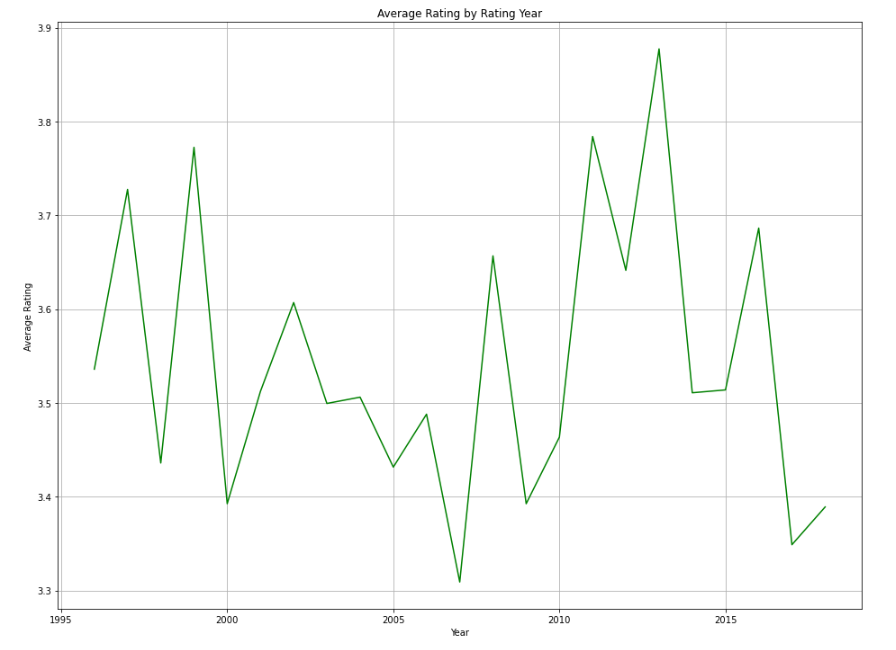 Average Rating by Rating Year
3.9
3.8
3.7
3.6
3.5
3.4
3.3
Average Rating
1995 2000 2005 2010 2015
Year